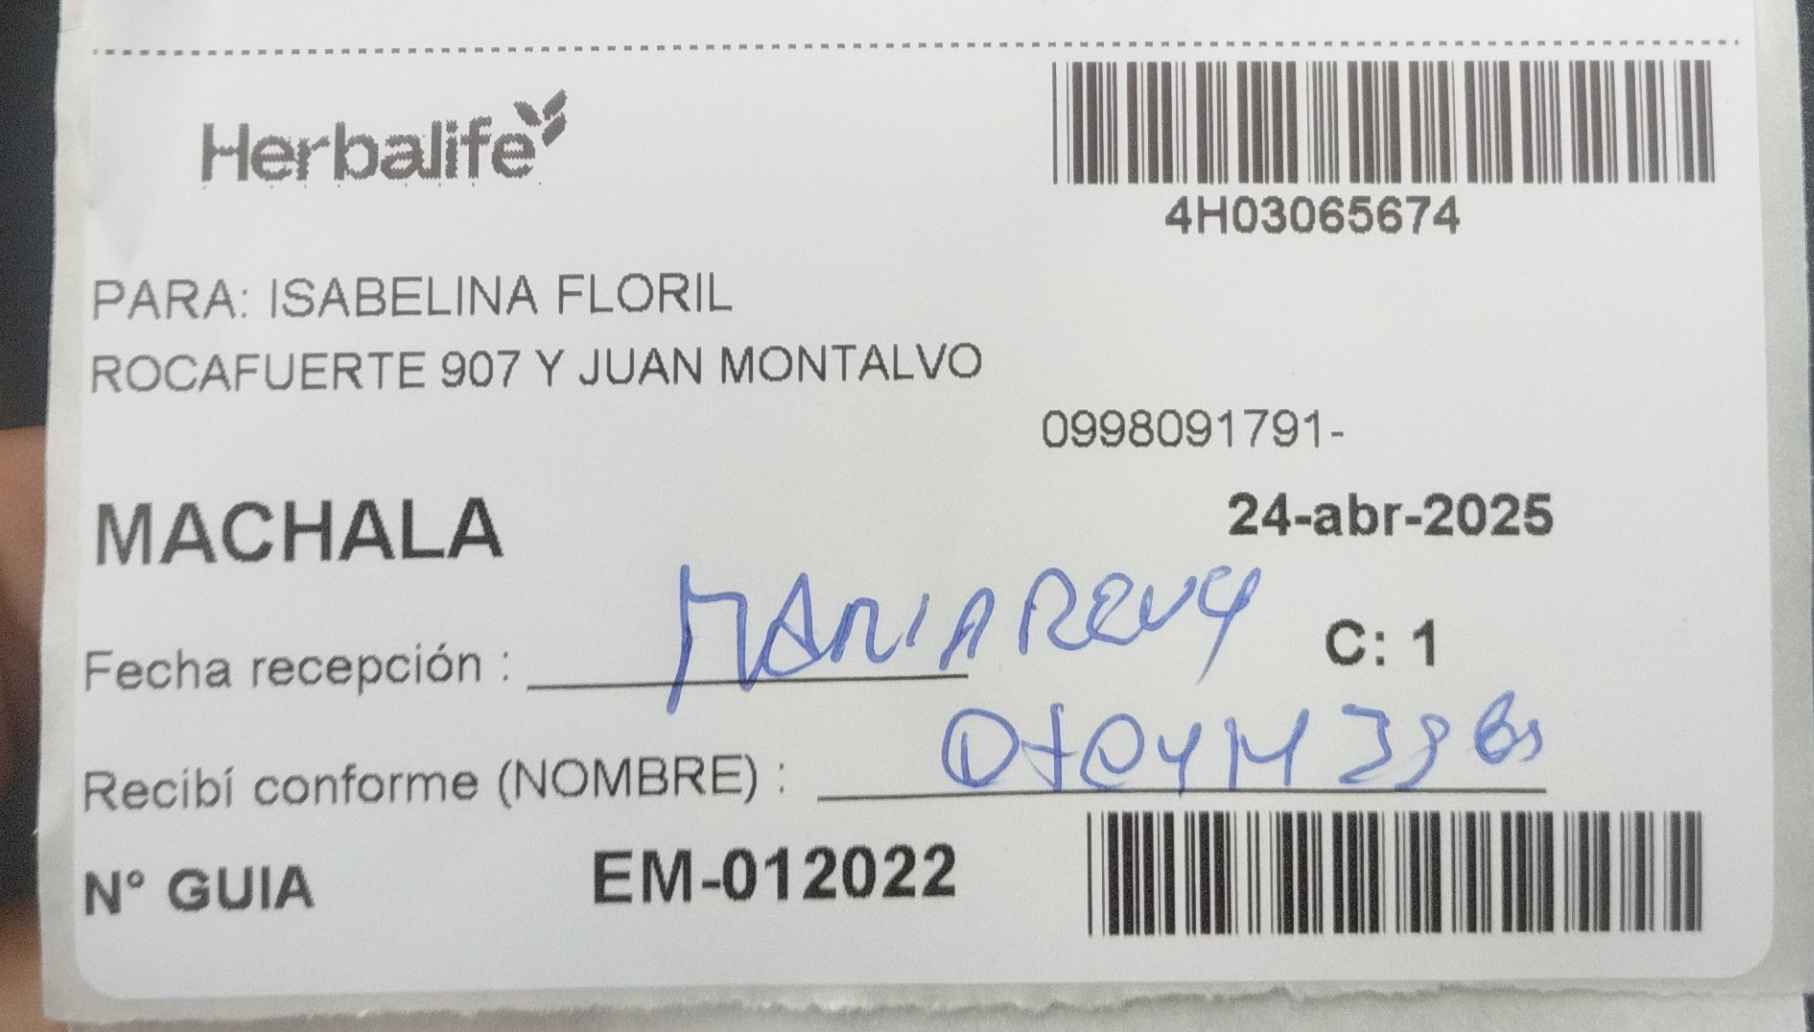 Herbalife
4H03065674
PARA: ISABELINA FLORIL
ROCAFUERTE 907 Y JUAN MONTALVO
0998091791-
MACHALA
24-abr-2025
Fecha recepción : MARIA
C: 1
Recibí conforme (NOMBRE) :
N° GUIA EM-012022